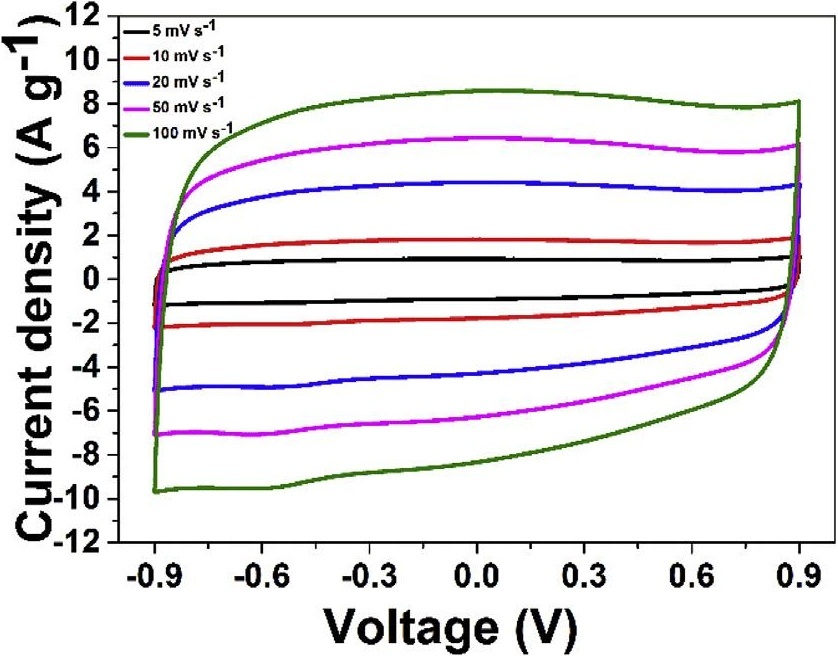 Current density (A g⁻¹)
12
10
8
6
4
2
0
-2
-4
-6
-8
-10
-12
5 mV s⁻¹
10 mV s⁻¹
20 mV s⁻¹
50 mV s⁻¹
100 mV s⁻¹
-0.9 -0.6 -0.3 0.0 0.3 0.6 0.9
Voltage (V)